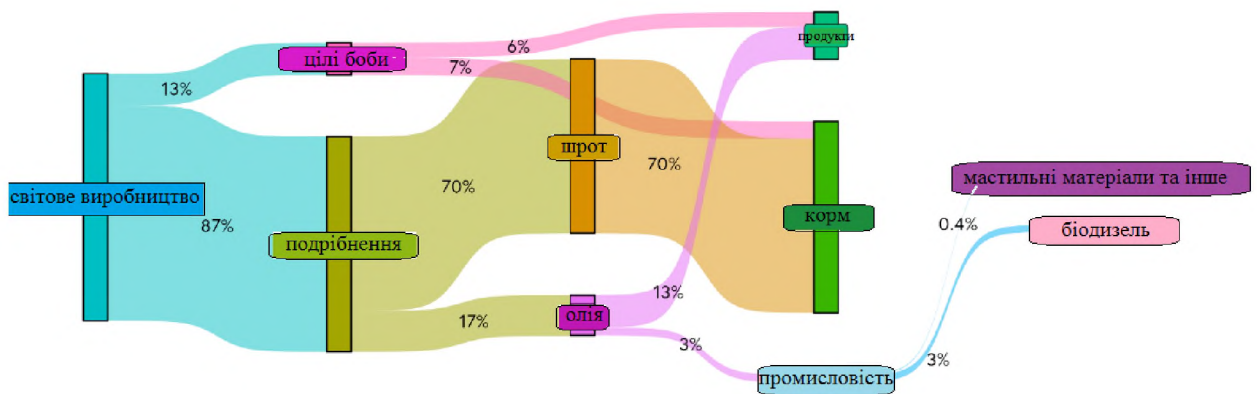 продукти
цілі боби
6%
7%
13%
шрот
світове виробництво
87%
подрібнення
70%
70%
корм
мастильні матеріали та інше
0.4%
біодизель
олія
13%
17%
3%
промисловість
3%